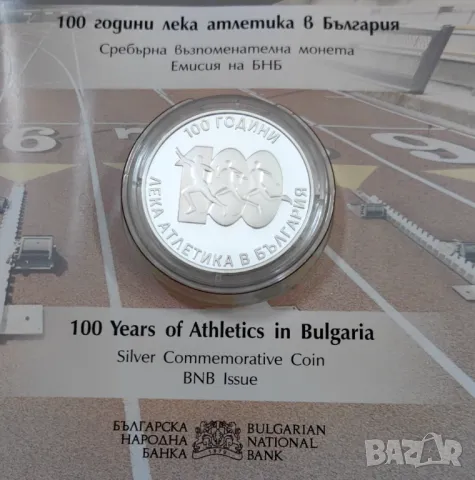 100 години лека атлетика в България
Сребърна възпоменателна монета
Емисия на БНБ
100 ГОДИНИ
100
ЛЕКА АТЛЕТИКА В БЪЛГАРИЯ
100 Years of Athletics in Bulgaria
Silver Commemorative Coin
BNB Issue
БЪЛГАРСКА
НАРОДНА
БАНКА
BULGARIAN
NATIONAL
BANK
BAZAR